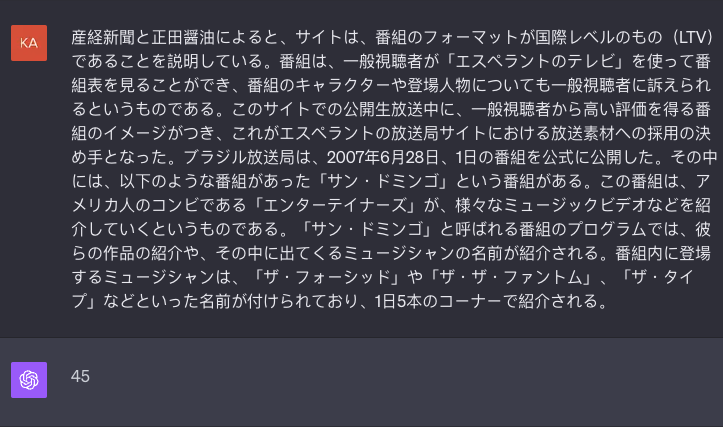 KA
産経新聞と正田醤油によると、サイトは、番組のフォーマットが国際レベルのもの（LTV）
であることを説明している。番組は、一般視聴者が「エスペラントのテレビ」を使って番
組表を見ることができ、番組のキャラクターや登場人物についても一般視聴者に訴えられ
るというものである。このサイトでの公開生放送中に、一般視聴者から高い評価を得る番
組のイメージがつき、これがエスペラントの放送局サイトにおける放送素材への採用の決
め手となった。ブラジル放送局は、2007年6月28日、1日の番組を公式に公開した。その中
には、以下のような番組があった「サン・ドミンゴ」という番組がある。この番組は、ア
メリカ人のコンビである「エンターテイナーズ」が、様々なミュージックビデオなどを紹
介していくというものである。「サン・ドミンゴ」と呼ばれる番組のプログラムでは、彼
らの作品の紹介や、その中に出てくるミュージシャンの名前が紹介される。番組内に登場
するミュージシャンは、「ザ・フォーシッド」や「ザ・ザ・ファントム」、「ザ・タイ
プ」などといった名前が付けられており、1日5本のコーナーで紹介される。
45